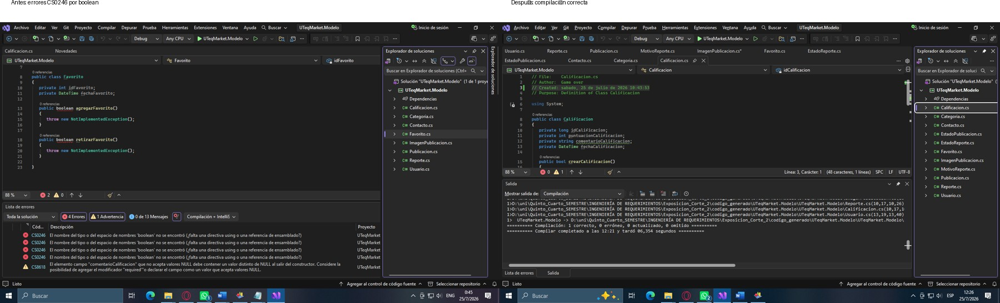 Antes: errores CS0246 por boolean
Archivo Editar Ver Git Proyecto Compilar Depurar Prueba Herramientas Extensiones Ventana Ayuda Buscar UTeqMarket.Modelo Inicio de sesión
Debug Any CPU UTeqMarket.Modelo
Calificacion.cs Novedades
UTeqMarket.Modelo Favorito idFavorito
7
0 referencias
8 public class Favorito
9 {
10 private int idFavorito;
11 private DateTime fechaFavorito;
12
0 referencias
13 public boolean agregarFavorito()
14 {
15 throw new NotImplementedException();
16 }
17
0 referencias
18 public boolean retirarFavorito()
19 {
20 throw new NotImplementedException();
21 }
22
23 }
88 % 2 0
Lista de errores
Toda la solución 4 Errores 1 Advertencia 0 de 13 Mensajes Compilación + IntelliS
Cód... Descripción Proyecto
CS0246 El nombre del tipo o del espacio de nombres 'boolean' no se encontró (¿falta una directiva using o una referencia de ensamblado?) UTeqMarket
CS0246 El nombre del tipo o del espacio de nombres 'boolean' no se encontró (¿falta una directiva using o una referencia de ensamblado?) UTeqMarket
CS0246 El nombre del tipo o del espacio de nombres 'boolean' no se encontró (¿falta una directiva using o una referencia de ensamblado?) UTeqMarket
CS0246 El nombre del tipo o del espacio de nombres 'boolean' no se encontró (¿falta una directiva using o una referencia de ensamblado?) UTeqMarket
CS8618 El elemento campo "comentarioCalificacion" que no acepta valores NULL debe contener un valor distinto de NULL al salir del constructor. Considere la posibilidad de agregar el modificador "required" o declarar el campo como un valor que acepta valores NULL. UTeqMarket
Explorador de soluciones
Buscar en Explorador de soluciones (Ctrl+
Solución "UTeqMarket.Modelo" (1 de 1 proye
UTeqMarket.Modelo
Dependencias
C# Calificacion.cs
C# Categoria.cs
C# Contacto.cs
C# Favorito.cs
C# ImagenPublicacion.cs
C# Publicacion.cs
C# Reporte.cs
C# Usuario.cs
Explorador de soluciones
Listo Agregar al control de código fuente Seleccionar repositorio
Buscar 1 ENG 0:45
25/7/2026
Despu□s: compilaci□n correcta
Archivo Editar Ver Git Proyecto Compilar Depurar Prueba Herramientas Extensiones Ventana Ayuda Buscar UTeqMarket.Modelo Inicio de sesión
Debug Any CPU UTeqMarket.Modelo
Usuario.cs Reporte.cs Publicacion.cs MotivoReporte.cs ImagenPublicacion.cs* Favorito.cs EstadoReporte.cs
EstadoPublicacion.cs Contacto.cs Categoria.cs Calificacion.cs
UTeqMarket.Modelo Calificacion idCalificacion
1 // File: Calificacion.cs
2 // Author: Game over
3 // Created: sabado, 25 de julio de 2026 10:43:53
4 // Purpose: Definition of Class Calificacion
5
6 using System;
7
0 referencias
8 public class Calificacion
9 {
10 private long idCalificacion;
11 private int puntuacionCalificacion;
12 private string comentarioCalificacion;
13 private DateTime fechaCalificacion;
14
0 referencias
15 public bool crearCalificacion()
16 {
88 % 0 1 Línea: 3, Carácter: 1 (48 caracteres, 1 líneas) SPC LF UTF-8
Salida
Mostrar salida de: Compilación
1>D:\uni\Quinto_Cuarto_SEMESTRE\INGENIERÍA DE REQUERIMIENTOS\Exposicion_Corte_2\codigo_generado\UTeqMarket.Modelo\UTeqMarket.Modelo\Reporte.cs(10,17,10,26)
1>D:\uni\Quinto_Cuarto_SEMESTRE\INGENIERÍA DE REQUERIMIENTOS\Exposicion_Corte_2\codigo_generado\UTeqMarket.Modelo\UTeqMarket.Modelo\Calificacion.cs(10,17,1
1>D:\uni\Quinto_Cuarto_SEMESTRE\INGENIERÍA DE REQUERIMIENTOS\Exposicion_Corte_2\codigo_generado\UTeqMarket.Modelo\UTeqMarket.Modelo\Usuario.cs(13,19,13,40)
1> UTeqMarket.Modelo -> D:\uni\Quinto_Cuarto_SEMESTRE\INGENIERÍA DE REQUERIMIENTOS\Exposicion_Corte_2\codigo_generado\UTeqMarket.Modelo\UTeqMarket.Modelo\
========== Compilación: 1 correcto, 0 erróneo, 0 actualizado, 0 omitido ==========
========== Compilar completado a las 12:21 y tardó 06,354 segundos ==========
Lista de errores Salida
Explorador de soluciones
Buscar en Explorador de soluci
Solución "UTeqMarket.Modelo" (
UTeqMarket.Modelo
Dependencias
C# Calificacion.cs
C# Categoria.cs
C# Contacto.cs
C# EstadoPublicacion.cs
C# EstadoReporte.cs
C# Favorito.cs
C# ImagenPublicacion.cs
C# MotivoReporte.cs
C# Publicacion.cs
C# Reporte.cs
C# Usuario.cs
Listo Agregar al control de código fuente Seleccionar repositorio
Buscar 2 ESP 12:26
25/7/2026